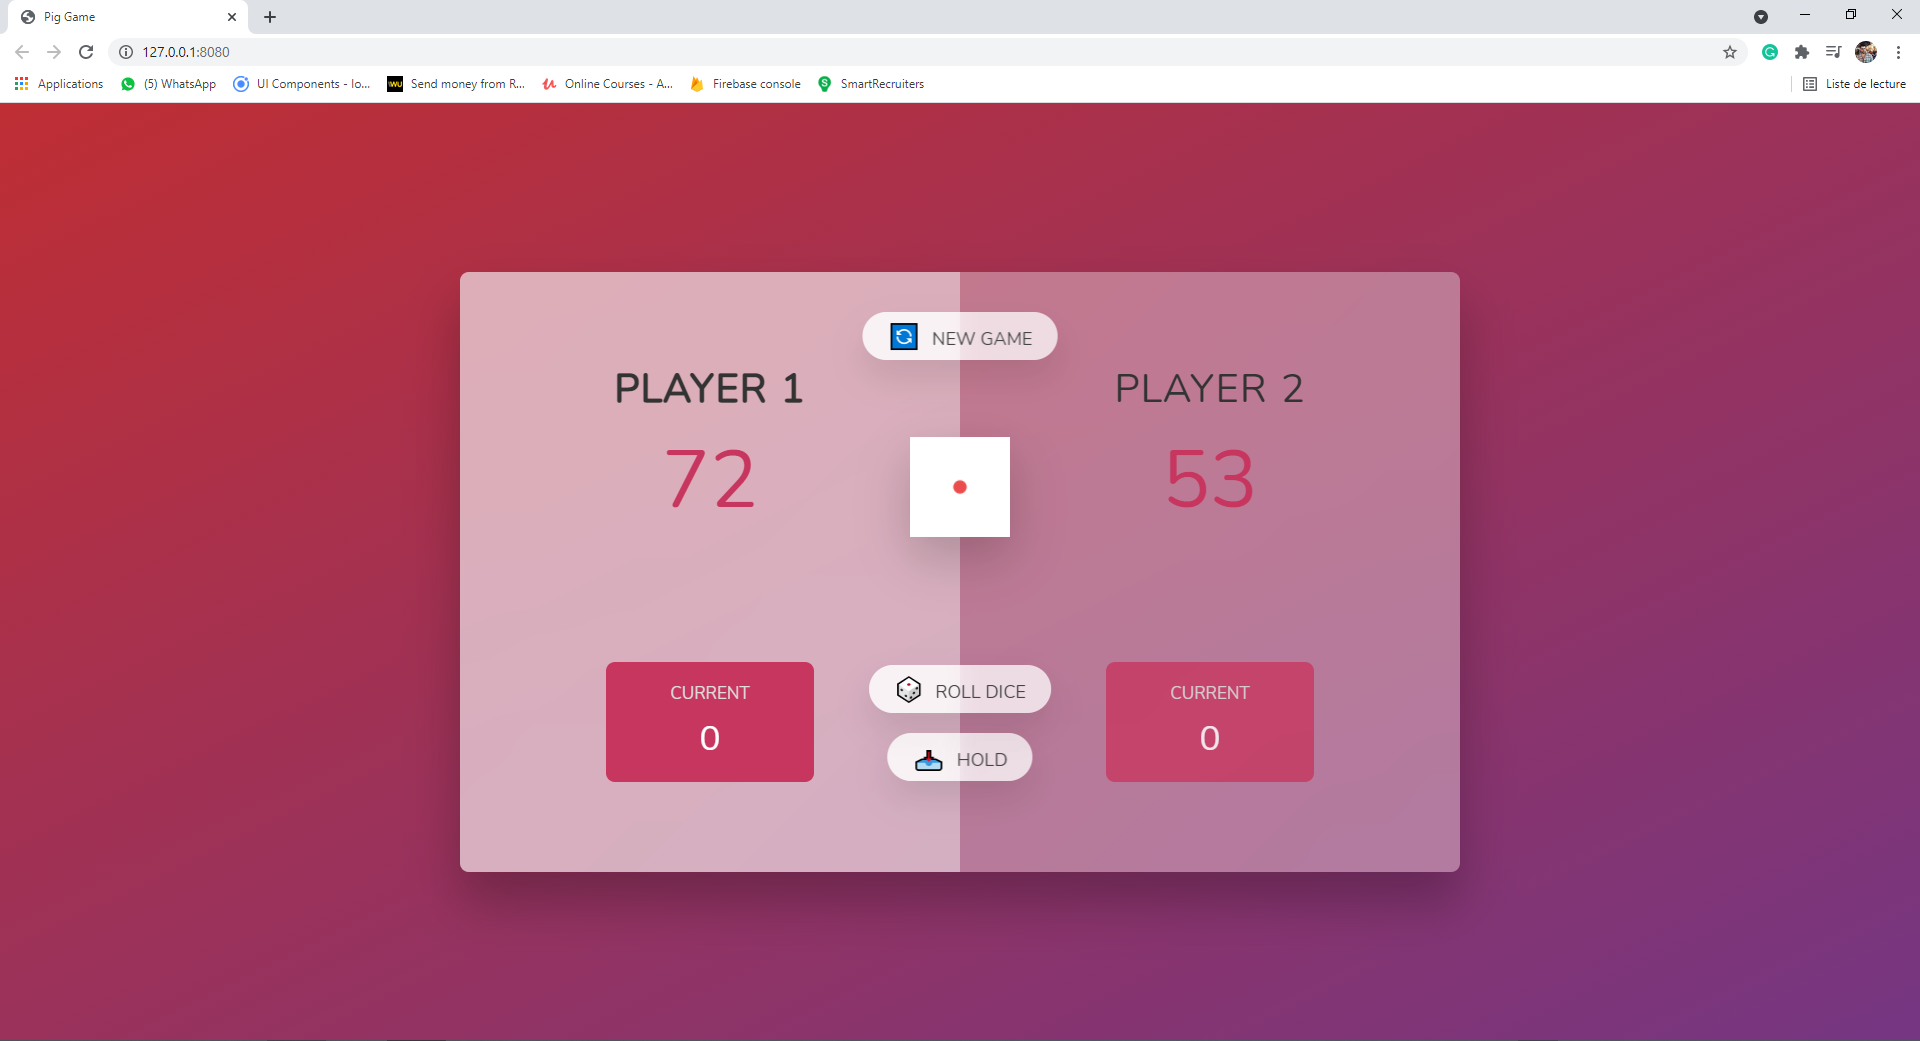 Pig Game
127.0.0.1:8080
Applications
(5) WhatsApp
UI Components - Io...
WU
Send money from R...
Online Courses - A...
Firebase console
SmartRecruiters
Liste de lecture
NEW GAME
PLAYER 1
PLAYER 2
72
53
CURRENT
0
ROLL DICE
HOLD
CURRENT
0